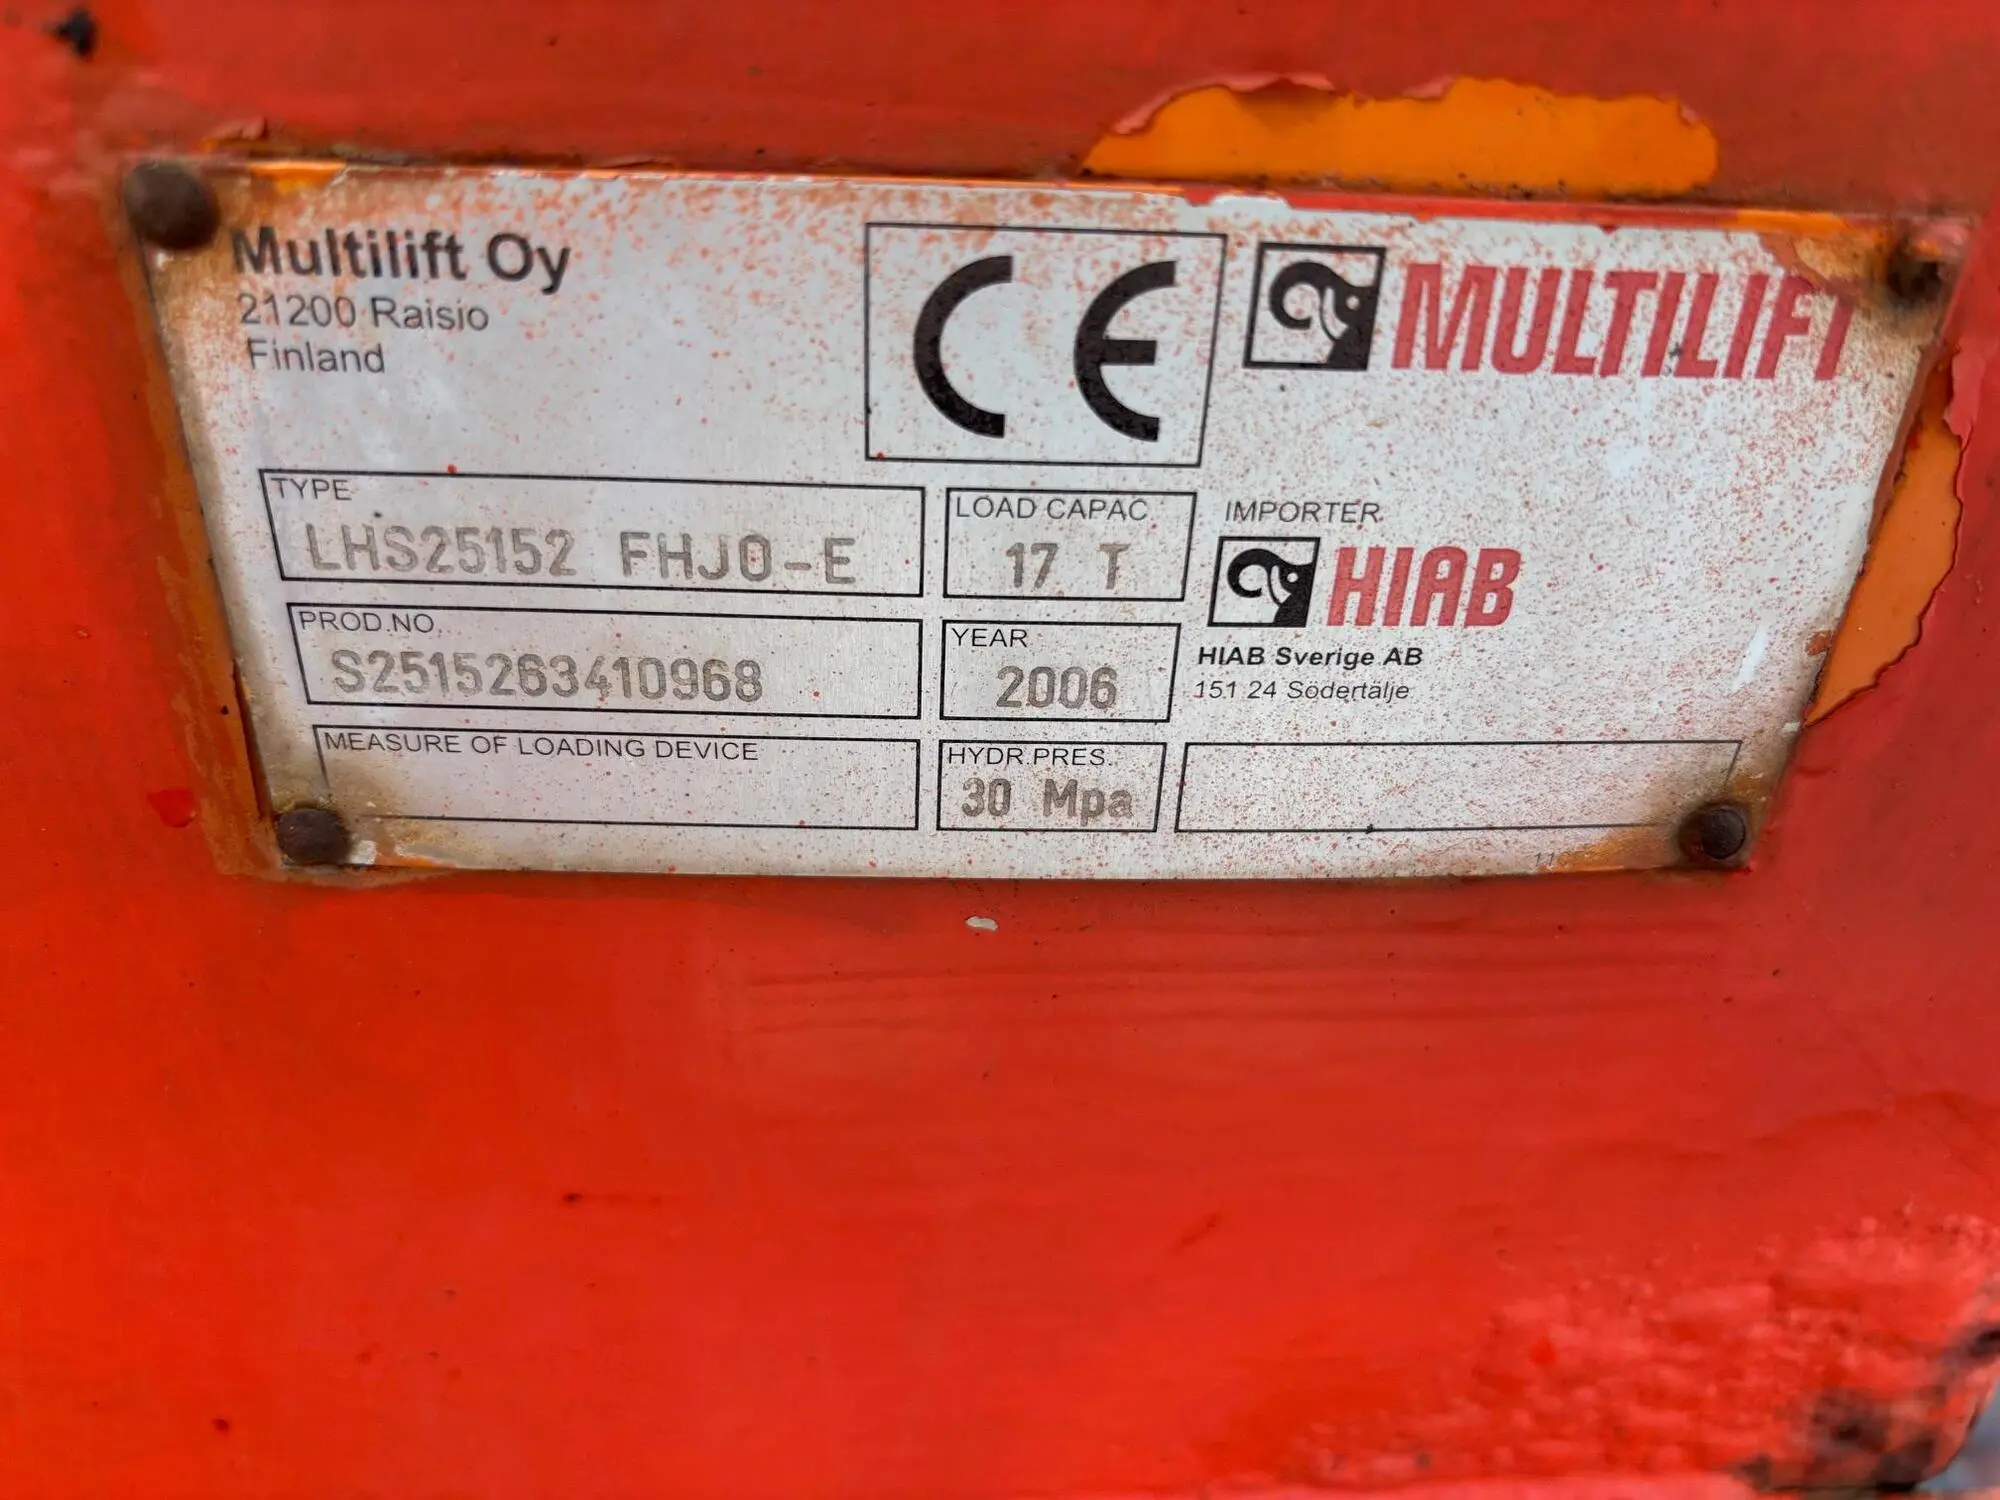 Multilift Oy
21200 Raisio
Finland
CE
MULTILIFT
TYPE
LHS25152 FHJ0-E
LOAD CAPAC
17 T
IMPORTER
HIAB
HIAB Sverige AB
151 24 Södertälje
PROD.NO.
S2515263410968
YEAR
2006
MEASURE OF LOADING DEVICE
HYDR.PRES.
30 Mpa